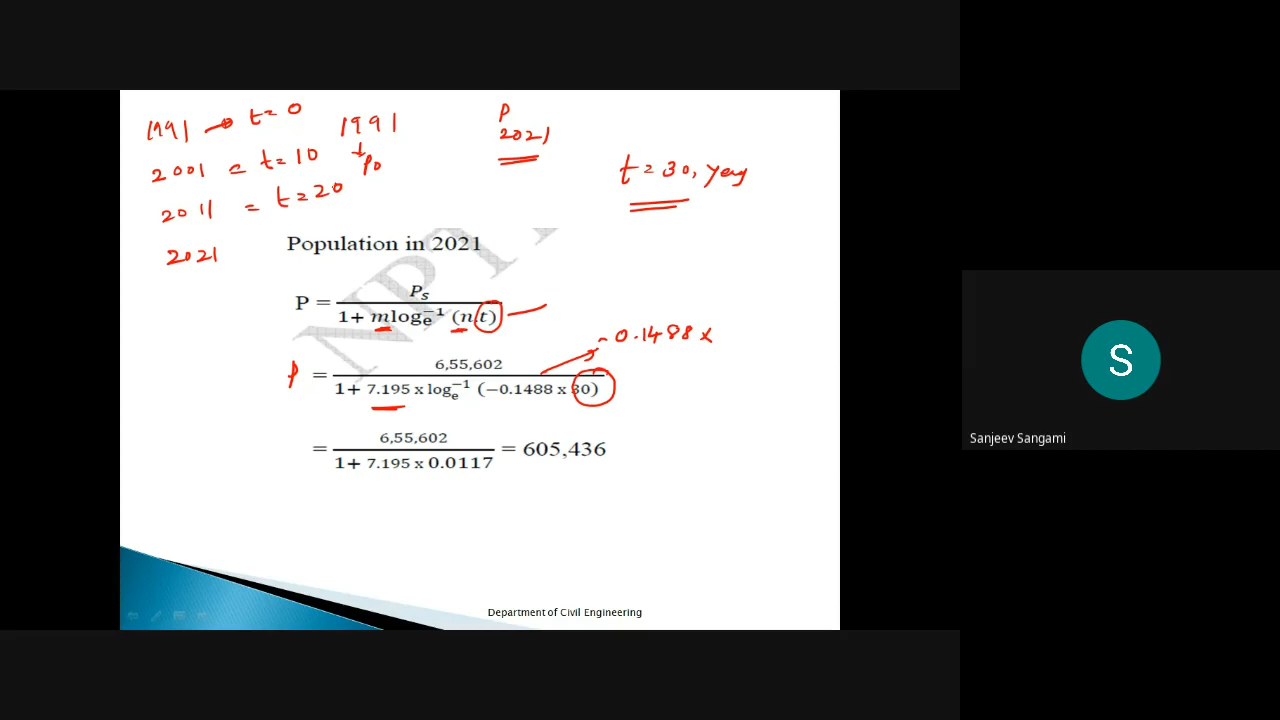 1991 → t= 0
1991
↓
P0
P
2021
2001 = t= 10
2011 = t= 20
2021
t = 30,
Population in 2021
P = Ps / 1+ mlogₑ⁻¹ (n.t)
P = 6,55,602 / 1+ 7.195 x logₑ⁻¹ (−0.1488 x 30)
- 0.1488 x
= 6,55,602 / 1+ 7.195 x 0.0117 = 605,436
Department of Civil Engineering
S
Sanjeev Sangami